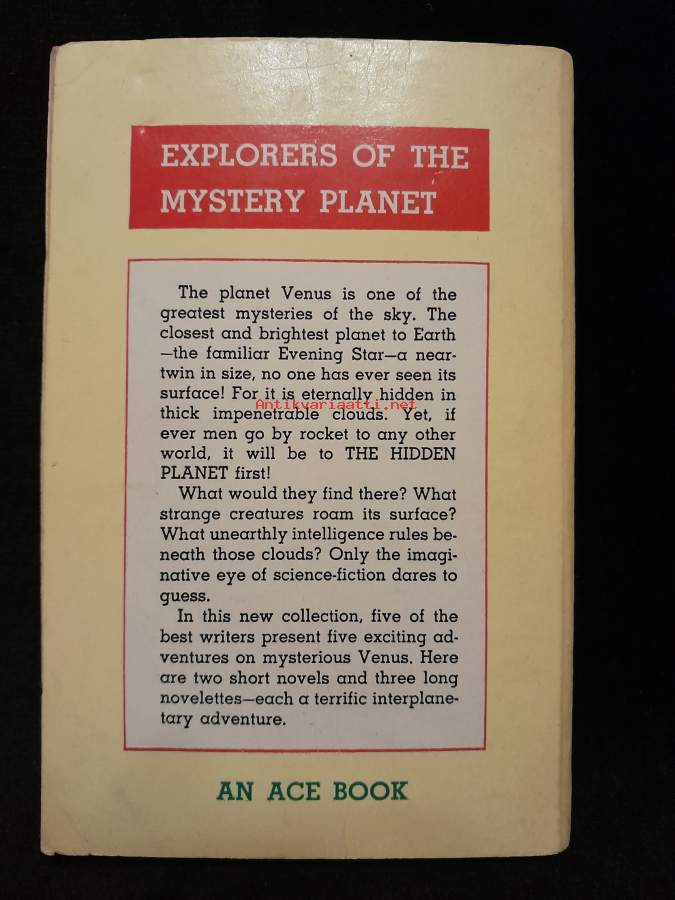 EXPLORERS OF THE
MYSTERY PLANET
The planet Venus is one of the
greatest mysteries of the sky. The
closest and brightest planet to Earth
—the familiar Evening Star—a near-
twin in size, no one has ever seen its
surface! For it is eternally hidden in
Antikvariaatti.net
thick impenetrable clouds. Yet, if
ever men go by rocket to any other
world, it will be to THE HIDDEN
PLANET first!
What would they find there? What
strange creatures roam its surface?
What unearthly intelligence rules be-
neath those clouds? Only the imagi-
native eye of science-fiction dares to
guess.
In this new collection, five of the
best writers present five exciting ad-
ventures on mysterious Venus. Here
are two short novels and three long
novelettes—each a terrific interplane-
tary adventure.
AN ACE BOOK